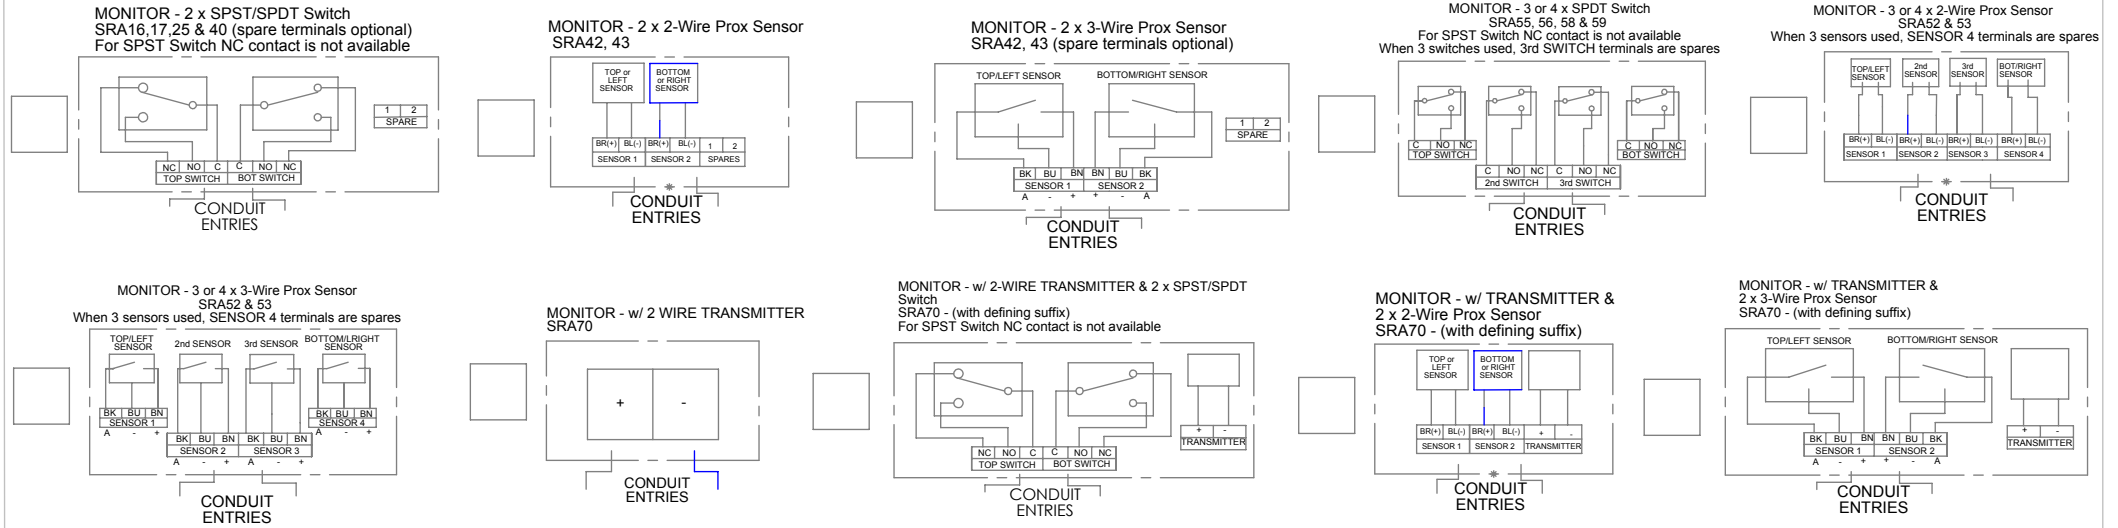 MONITOR - 2 x SPST/SPDT Switch
SRA16,17,25 & 40 (spare terminals optional)
For SPST Switch NC contact is not available
1 2
SPARE
NC NO C C NO NC
TOP SWITCH BOT SWITCH
CONDUIT
ENTRIES
MONITOR - 2 x 2-Wire Prox Sensor
SRA42, 43
TOP or
LEFT
SENSOR
BOTTOM
or RIGHT
SENSOR
BR(+) BL(-) BR(+) BL(-) 1 2
SENSOR 1 SENSOR 2 SPARES
CONDUIT
ENTRIES
MONITOR - 2 x 3-Wire Prox Sensor
SRA42, 43 (spare terminals optional)
TOP/LEFT SENSOR BOTTOM/RIGHT SENSOR
1 2
SPARE
BK BU BN BN BU BK
SENSOR 1 SENSOR 2
A - + + - A
CONDUIT
ENTRIES
MONITOR - 3 or 4 x SPDT Switch
SRA55, 56, 58 & 59
For SPST Switch NC contact is not available
When 3 switches used, 3rd SWITCH terminals are spares
C NO NC
TOP SWITCH
C NO NC
BOT SWITCH
C NO NC C NO NC
2nd SWITCH 3rd SWITCH
CONDUIT
ENTRIES
MONITOR - 3 or 4 x 2-Wire Prox Sensor
SRA52 & 53
When 3 sensors used, SENSOR 4 terminals are spares
TOP/LEFT
SENSOR
2nd
SENSOR
3rd
SENSOR
BOT/RIGHT
SENSOR
BR(+) BL(-) BR(+) BL(-) BR(+) BL(-) BR(+) BL(-)
SENSOR 1 SENSOR 2 SENSOR 3 SENSOR 4
CONDUIT
ENTRIES
MONITOR - 3 or 4 x 3-Wire Prox Sensor
SRA52 & 53
When 3 sensors used, SENSOR 4 terminals are spares
TOP/LEFT
SENSOR
2nd SENSOR
3rd SENSOR
BOTTOM/LRIGHT
SENSOR
BK BU BN
SENSOR 1
A - +
BK BU BN
SENSOR 4
A - +
BK BU BN BK BU BN
SENSOR 2 SENSOR 3
A - + A - +
CONDUIT
ENTRIES
MONITOR - w/ 2 WIRE TRANSMITTER
SRA70
+ -
CONDUIT
ENTRIES
MONITOR - w/ 2-WIRE TRANSMITTER & 2 x SPST/SPDT
Switch
SRA70 - (with defining suffix)
For SPST Switch NC contact is not available
+ -
TRANSMITTER
NC NO C C NO NC
TOP SWITCH BOT SWITCH
CONDUIT
ENTRIES
MONITOR - w/ TRANSMITTER &
2 x 2-Wire Prox Sensor
SRA70 - (with defining suffix)
TOP or
LEFT
SENSOR
BOTTOM
or RIGHT
SENSOR
BR(+) BL(-) BR(+) BL(-) + -
SENSOR 1 SENSOR 2 TRANSMITTER
CONDUIT
ENTRIES
MONITOR - w/ TRANSMITTER &
2 x 3-Wire Prox Sensor
SRA70 - (with defining suffix)
TOP/LEFT SENSOR BOTTOM/RIGHT SENSOR
+ -
TRANSMITTER
BK BU BN BN BU BK
SENSOR 1 SENSOR 2
A - + + - A
CONDUIT
ENTRIES